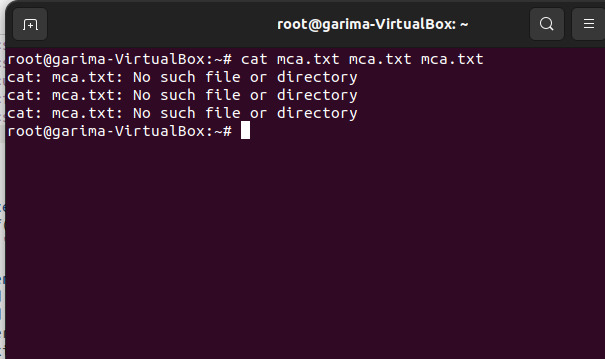 root@garima-VirtualBox: ~
root@garima-VirtualBox:~# cat mca.txt mca.txt mca.txt
cat: mca.txt: No such file or directory
cat: mca.txt: No such file or directory
cat: mca.txt: No such file or directory
root@garima-VirtualBox:~#